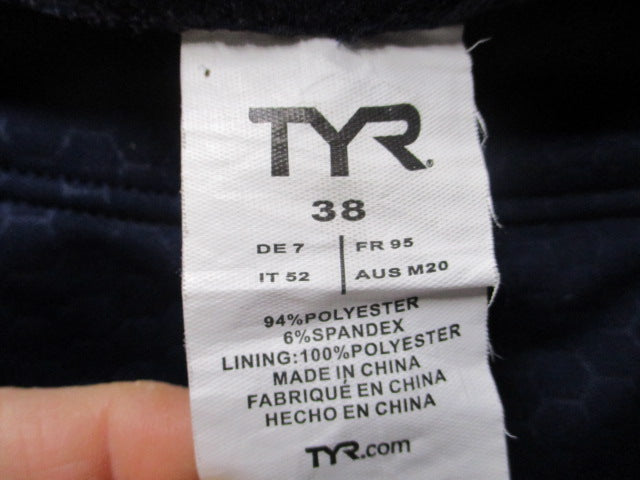 TYR®
38
DE 7 | FR 95
IT 52 | AUS M20
94%POLYESTER
6%SPANDEX
LINING:100%POLYESTER
MADE IN CHINA
FABRIQUÉ EN CHINA
HECHO EN CHINA
TYR.com